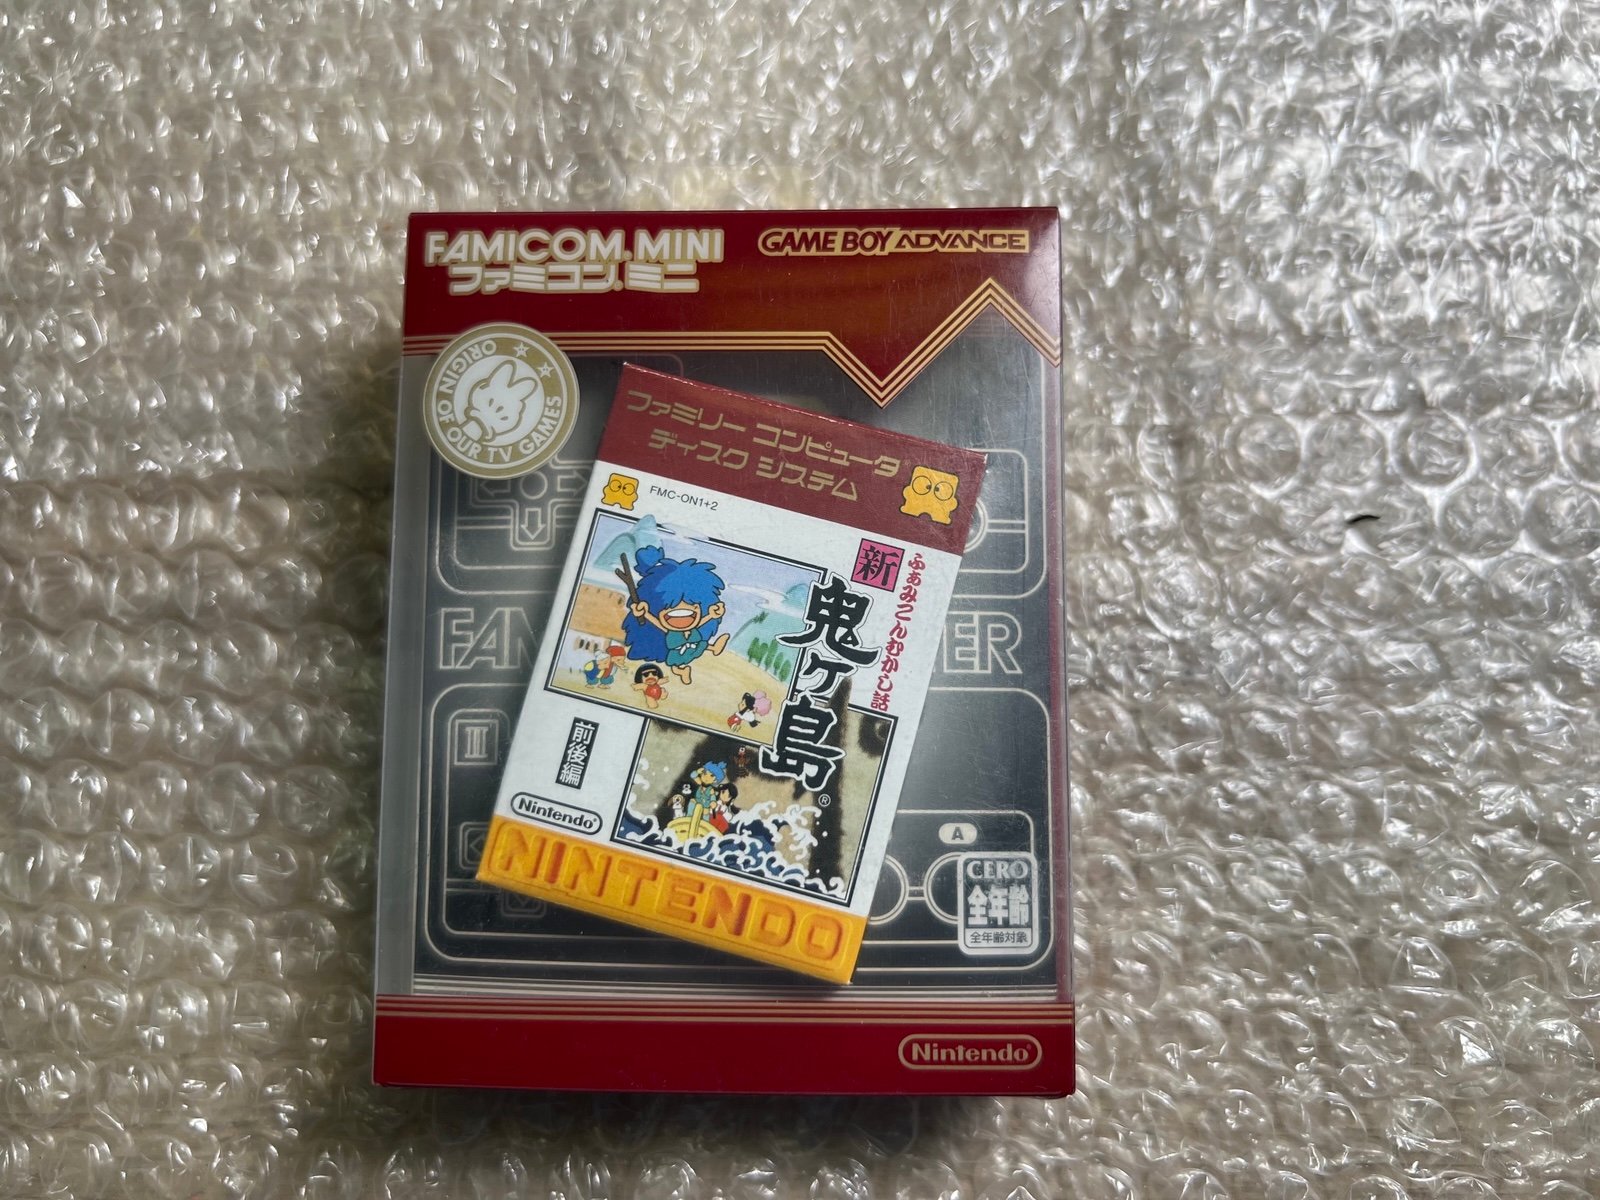 FAMICOM MINI
ファミコンミニ
GAME BOY ADVANCE
ORIGIN OF OUR TV GAMES
ファミリー コンピュータ
ディスク システム
FMC-ON1+2
新
ふぁみこんむかし話
鬼ヶ島®
前後編
Nintendo®
NINTENDO
FAM
ER
II
A
CERO
全年齢
全年齢対象
Nintendo®